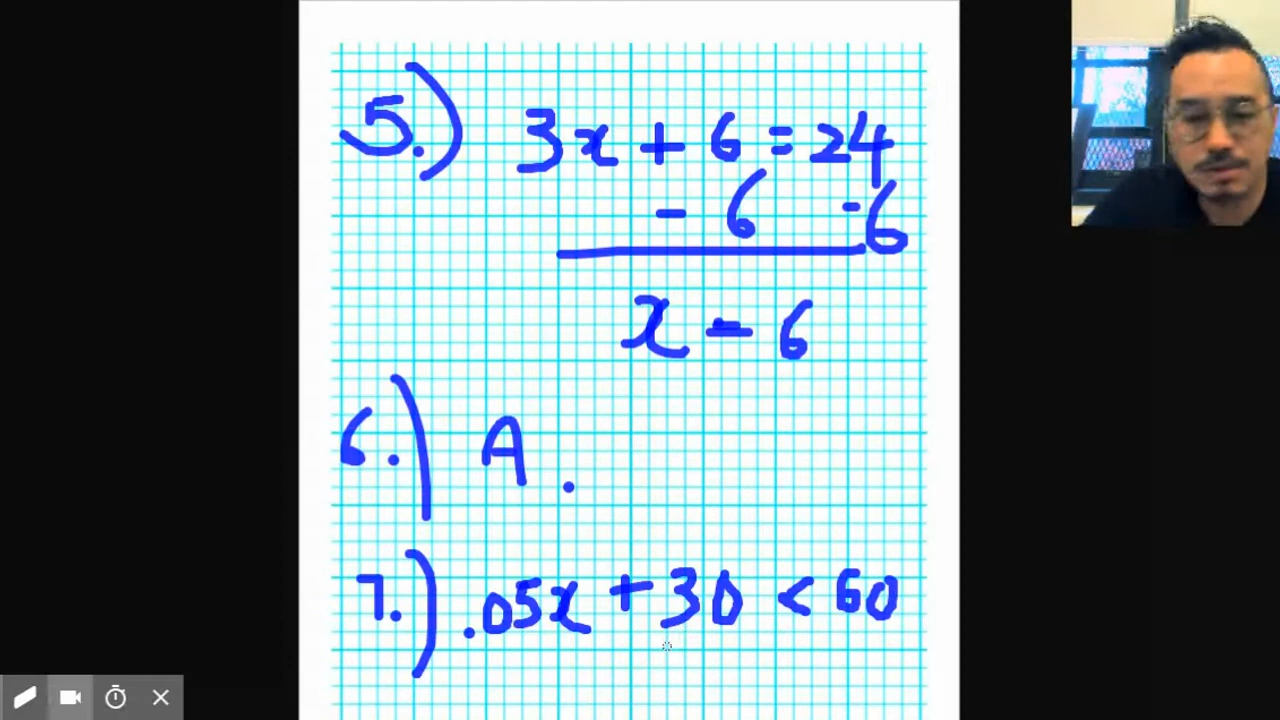 5.) 3x + 6 = 24
- 6 -6
x = 6
6.) A.
7.) .05x + 30 < 60